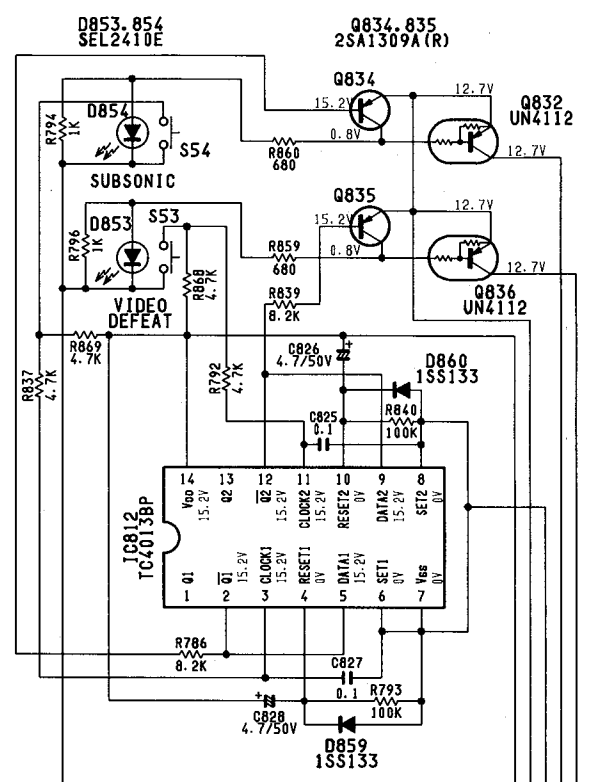 D853.854
SEL2410E
Q834.835
2SA1309A(R)
Q834
12.7V
15.2V
Q832
UN4112
R794
1K
D854
S54
0.8V
R860
680
12.7V
SUBSONIC
Q835
D853
S53
15.2V
12.7V
R796
1K
R868
4.7K
R859
680
0.8V
12.7V
R839
8.2K
Q836
UN4112
VIDEO
DEFEAT
R869
4.7K
C826
4.7/50V
+
D860
1SS133
R837
4.7K
R792
4.7K
C825
0.1
R840
100K
14
13
12
11
10
9
8
VDD
15.2V
Q2
Q2
15.2V
CLOCK2
15.2V
RESET2
0V
DATA2
15.2V
SET2
0V
IC812
TC4013BP
Q1
Q1
15.2V
CLOCK1
15.2V
RESET1
0V
DATA1
15.2V
SET1
0V
VSS
0V
1
2
3
4
5
6
7
R786
8.2K
C827
0.1
R793
100K
+
C828
4.7/50V
D859
1SS133